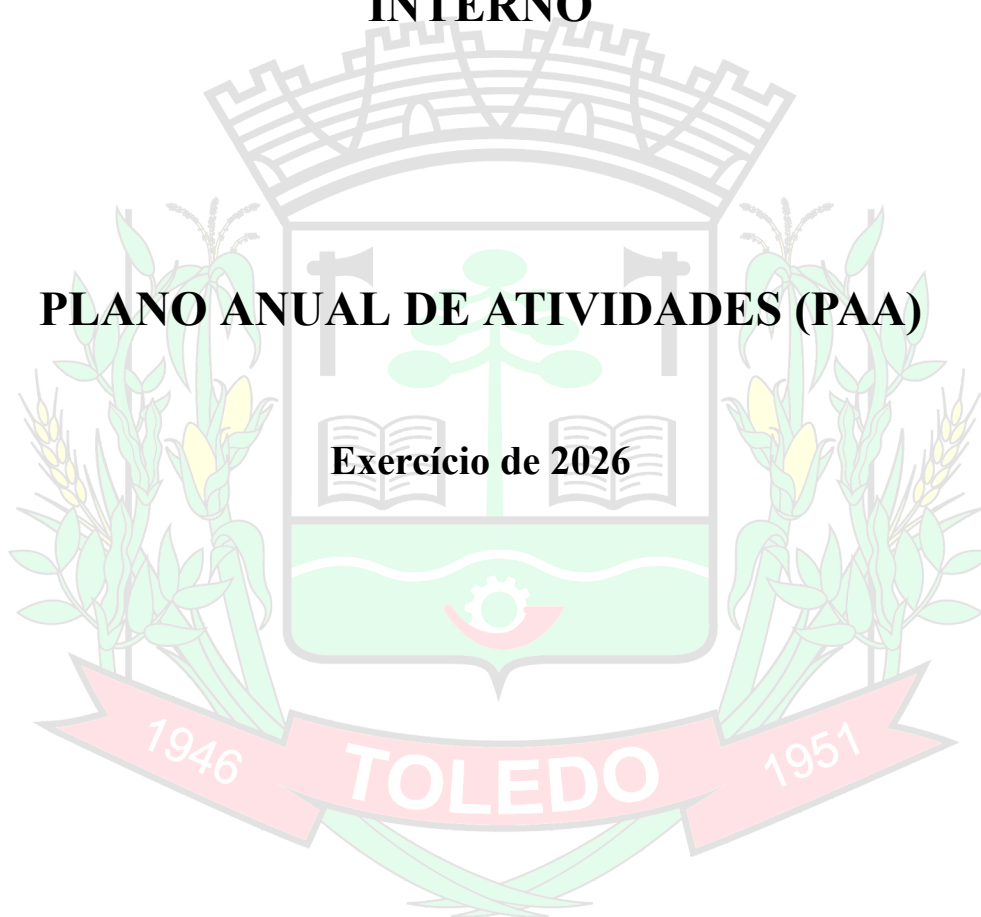 INTERNO
PLANO ANUAL DE ATIVIDADES (PAA)
Exercício de 2026
1946
TOLEDO
1951